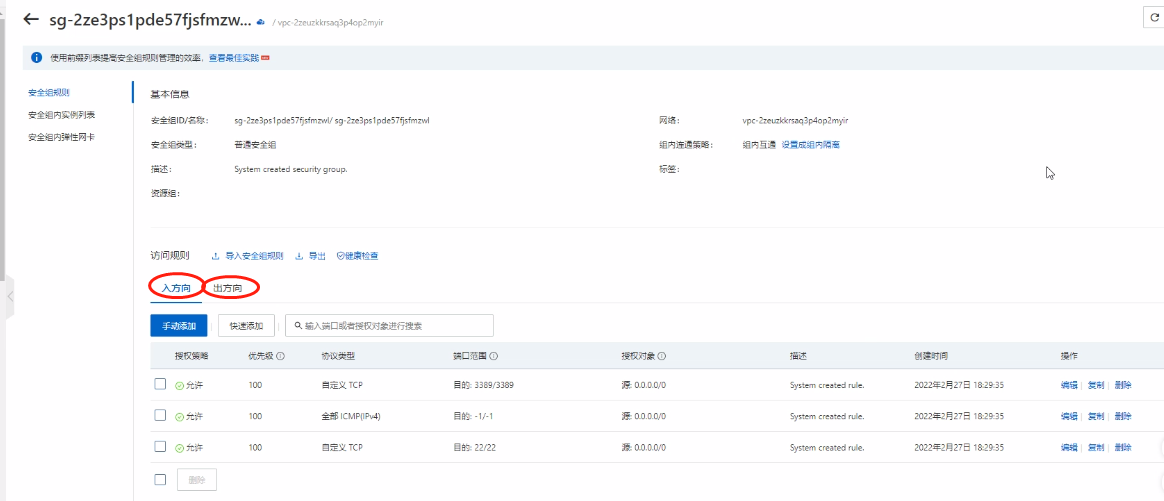 sg-2ze3ps1pde57fjsfmzw... / vpc-2zeuzkkrsaq3p4op2myir
使用前缀列表提高安全组规则管理的效率，查看最佳实践
安全组规则
安全组内实例列表
安全组内弹性网卡
基本信息
安全组ID/名称： sg-2ze3ps1pde57fjsfmzwl/ sg-2ze3ps1pde57fjsfmzwl 网络： vpc-2zeuzkkrsaq3p4op2myir
安全组类型： 普通安全组 组内连通策略： 组内互通 设置成组内隔离
描述： System created security group. 标签：
资源组：
访问规则 导入安全组规则 导出 健康检查
入方向 出方向
手动添加 快速添加 输入端口或者授权对象进行搜索
授权策略 优先级 协议类型 端口范围 授权对象 描述 创建时间 操作
允许 100 自定义 TCP 目的: 3389/3389 源: 0.0.0.0/0 System created rule. 2022年2月27日 18:29:35 编辑 | 复制 | 删除
允许 100 全部 ICMP(IPv4) 目的: -1/-1 源: 0.0.0.0/0 System created rule. 2022年2月27日 18:29:35 编辑 | 复制 | 删除
允许 100 自定义 TCP 目的: 22/22 源: 0.0.0.0/0 System created rule. 2022年2月27日 18:29:35 编辑 | 复制 | 删除
删除